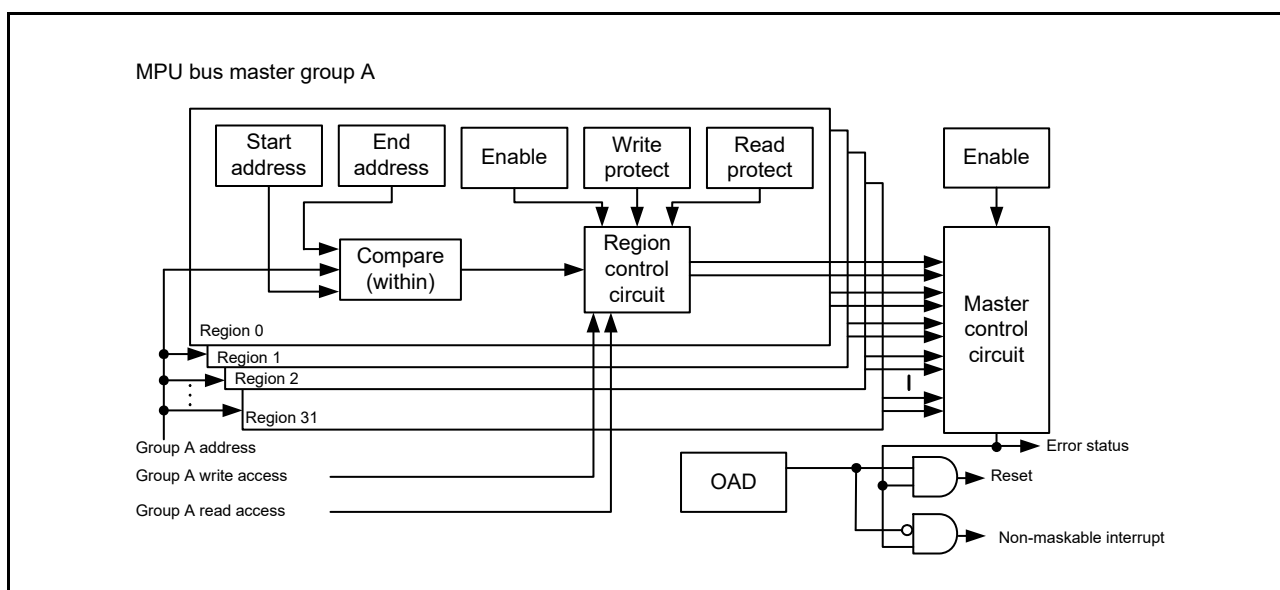 MPU bus master group A
Start
address
End
address
Enable
Write
protect
Read
protect
Enable
Compare
(within)
Region
control
circuit
Master
control
circuit
Region 0
Region 1
Region 2
Region 31
Group A address
Group A write access
Group A read access
OAD
Error status
Reset
Non-maskable interrupt